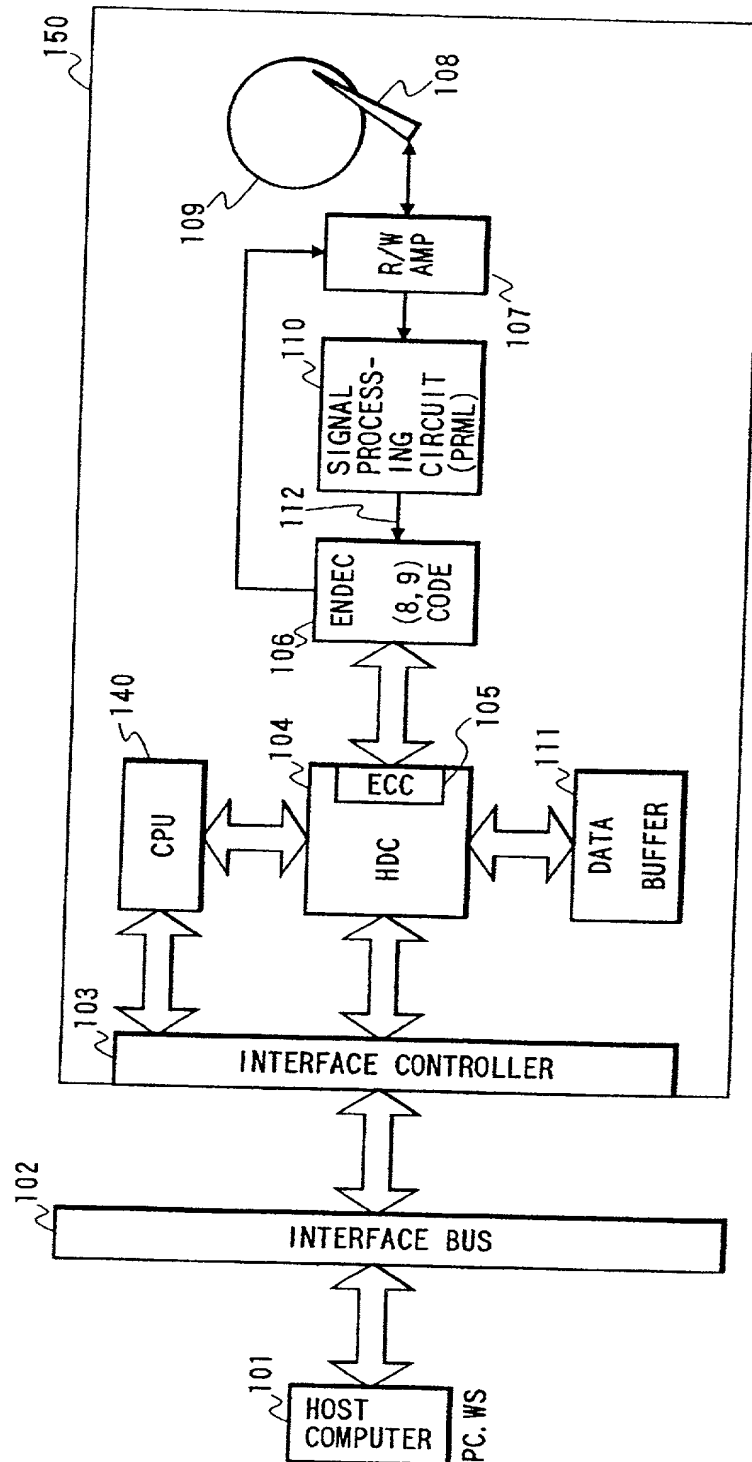 150
109
108
R/W
AMP
107
110
SIGNAL
PROCESS-
ING
CIRCUIT
(PRML)
112
ENDEC
(8, 9)
CODE
106
140
CPU
104
ECC
105
HDC
111
DATA
BUFFER
103
INTERFACE CONTROLLER
102
INTERFACE BUS
101
HOST
COMPUTER
PC, WS